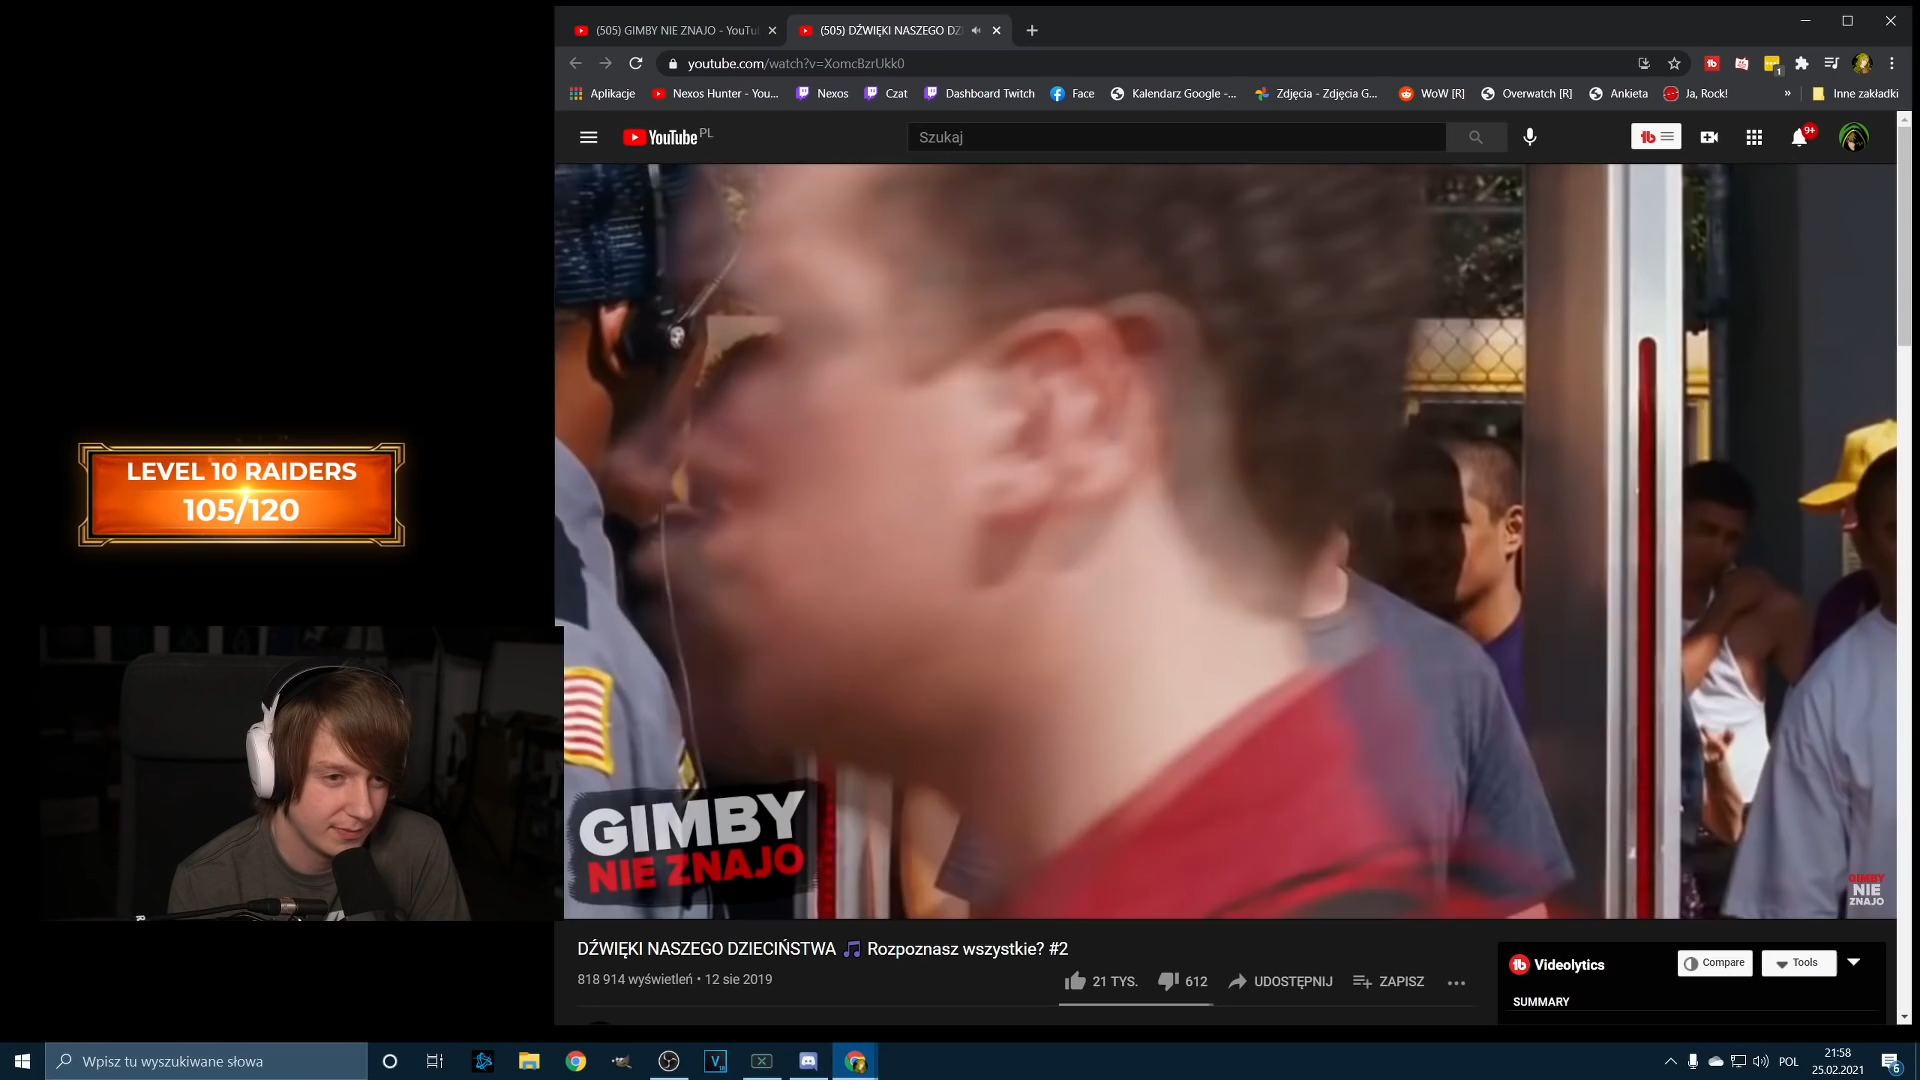 (505) GIMBY NIE ZNAJO - YouTu
(505) DŹWIĘKI NASZEGO DZ
youtube.com/watch?v=XomcBzrUkk0
1
Aplikacje
Nexos Hunter - You...
Nexos
Czat
Dashboard Twitch
Face
Kalendarz Google -...
Zdjęcia - Zdjęcia G...
WoW [R]
Overwatch [R]
Ankieta
Ja, Rock!
»
Inne zakładki
YouTube PL
Szukaj
tb
9+
LEVEL 10 RAIDERS
105/120
GIMBY
NIE ZNAJO
GIMBY
NIE
ZNAJO
DŹWIĘKI NASZEGO DZIECIŃSTWA 🎵 Rozpoznasz wszystkie? #2
818 914 wyświetleń • 12 sie 2019
21 TYS.
612
UDOSTĘPNIJ
ZAPISZ
Videolytics
Compare
Tools
SUMMARY
Wpisz tu wyszukiwane słowa
POL
21:58
25.02.2021
6